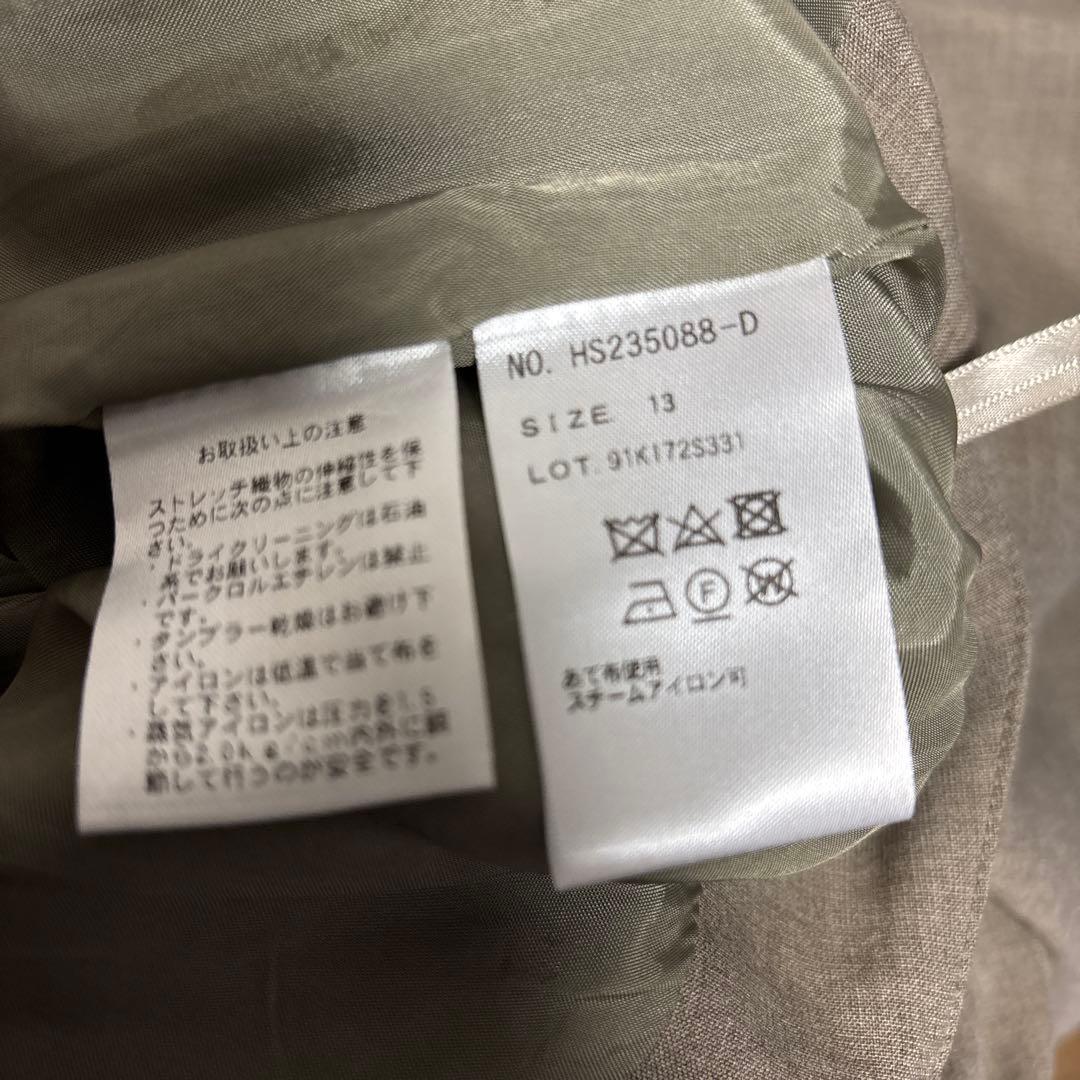 お取扱い上の注意
ストレッチ織物の伸縮性を保
つために次の点に注意して下
さい。
・ドライクリーニングは石油
系でお願いします。
・パークロルエチレンは禁止
です。
・タンブラー乾燥はお避け下
さい。
・アイロンは低温で当て布を
して下さい。
・蒸気アイロンは圧力を1.5
から2.0kg/cm内外に調
節して行うのが安全です。
NO. HS235088-D
SIZE 13
LOT. 91K172S331
F
W
あて布使用
スチームアイロン可